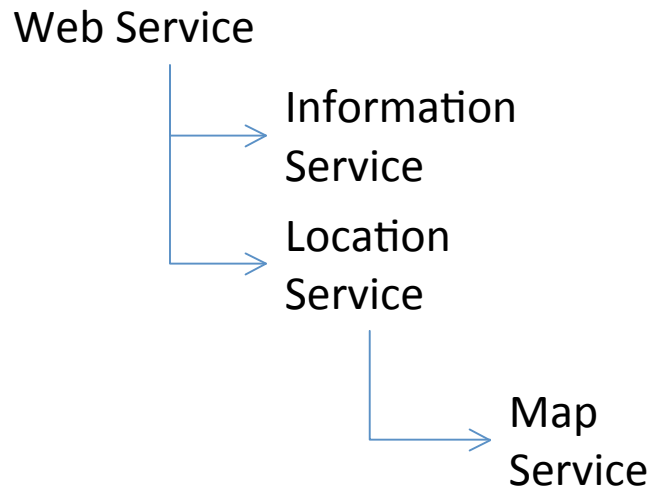 Web Service
Information
Service
Location
Service
Map
Service